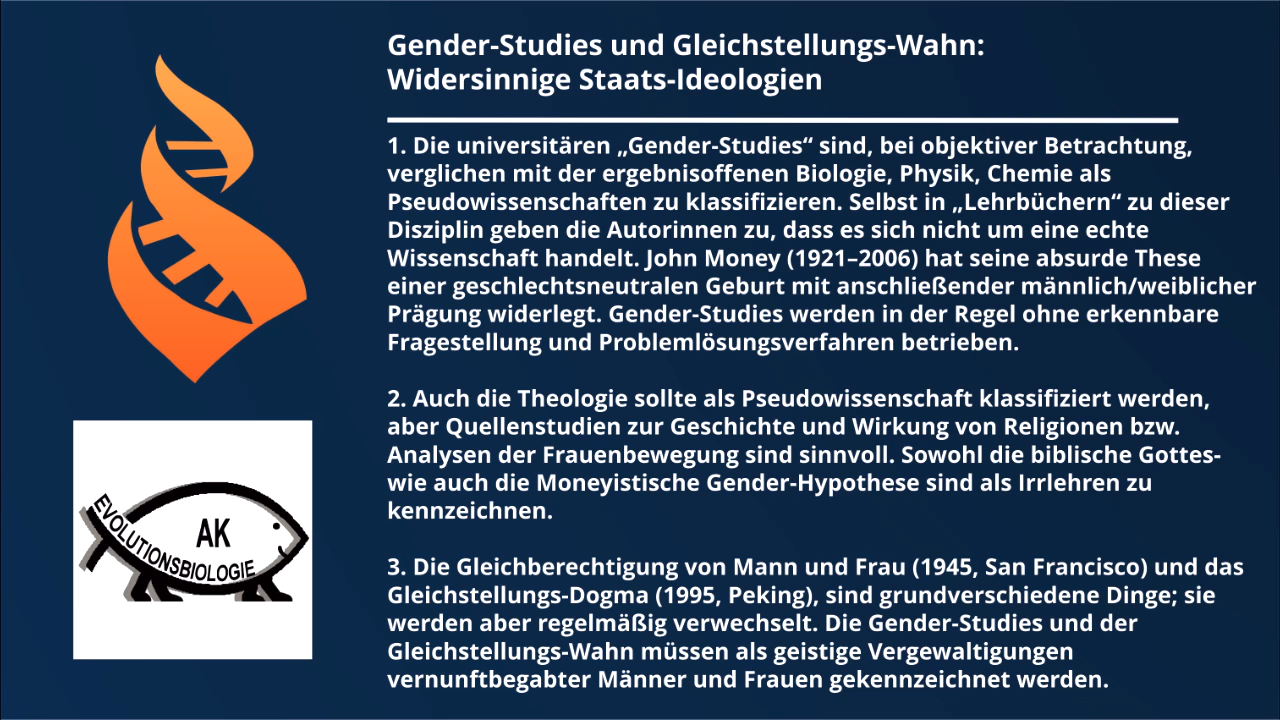 Gender-Studies und Gleichstellungs-Wahn:
Widersinnige Staats-Ideologien
1. Die universitären „Gender-Studies“ sind, bei objektiver Betrachtung,
verglichen mit der ergebnisoffenen Biologie, Physik, Chemie als
Pseudowissenschaften zu klassifizieren. Selbst in „Lehrbüchern“ zu dieser
Disziplin geben die Autorinnen zu, dass es sich nicht um eine echte
Wissenschaft handelt. John Money (1921–2006) hat seine absurde These
einer geschlechtsneutralen Geburt mit anschließender männlich/weiblicher
Prägung widerlegt. Gender-Studies werden in der Regel ohne erkennbare
Fragestellung und Problemlösungsverfahren betrieben.
2. Auch die Theologie sollte als Pseudowissenschaft klassifiziert werden,
aber Quellenstudien zur Geschichte und Wirkung von Religionen bzw.
Analysen der Frauenbewegung sind sinnvoll. Sowohl die biblische Gottes-
wie auch die Moneyistische Gender-Hypothese sind als Irrlehren zu
kennzeichnen.
3. Die Gleichberechtigung von Mann und Frau (1945, San Francisco) und das
Gleichstellungs-Dogma (1995, Peking), sind grundverschiedene Dinge; sie
werden aber regelmäßig verwechselt. Die Gender-Studies und der
Gleichstellungs-Wahn müssen als geistige Vergewaltigungen
vernunftbegabter Männer und Frauen gekennzeichnet werden.
AK
EVOLUTIONSBIOLOGIE